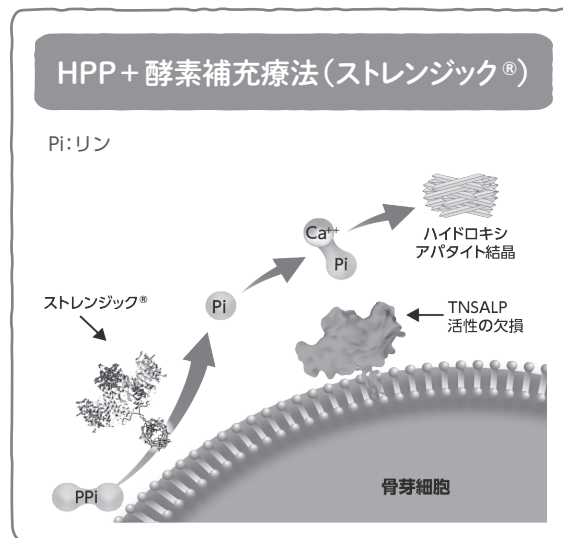 HPP+酵素補充療法(ストレンジック®)
Pi:リン
Ca⁺⁺
Pi
ハイドロキシ
アパタイト結晶
ストレンジック®
Pi
TNSALP
活性の欠損
PPi
骨芽細胞